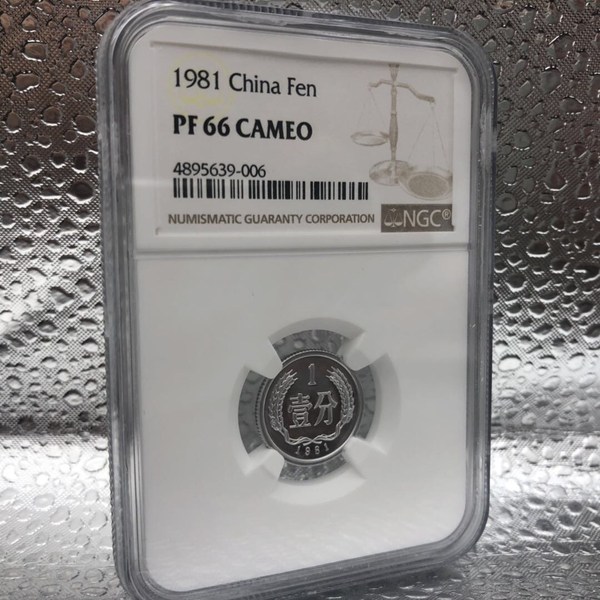 1981 China Fen
PF 66 CAMEO
4895639-006
NUMISMATIC GUARANTY CORPORATION
NGC®
1
壹分
1981